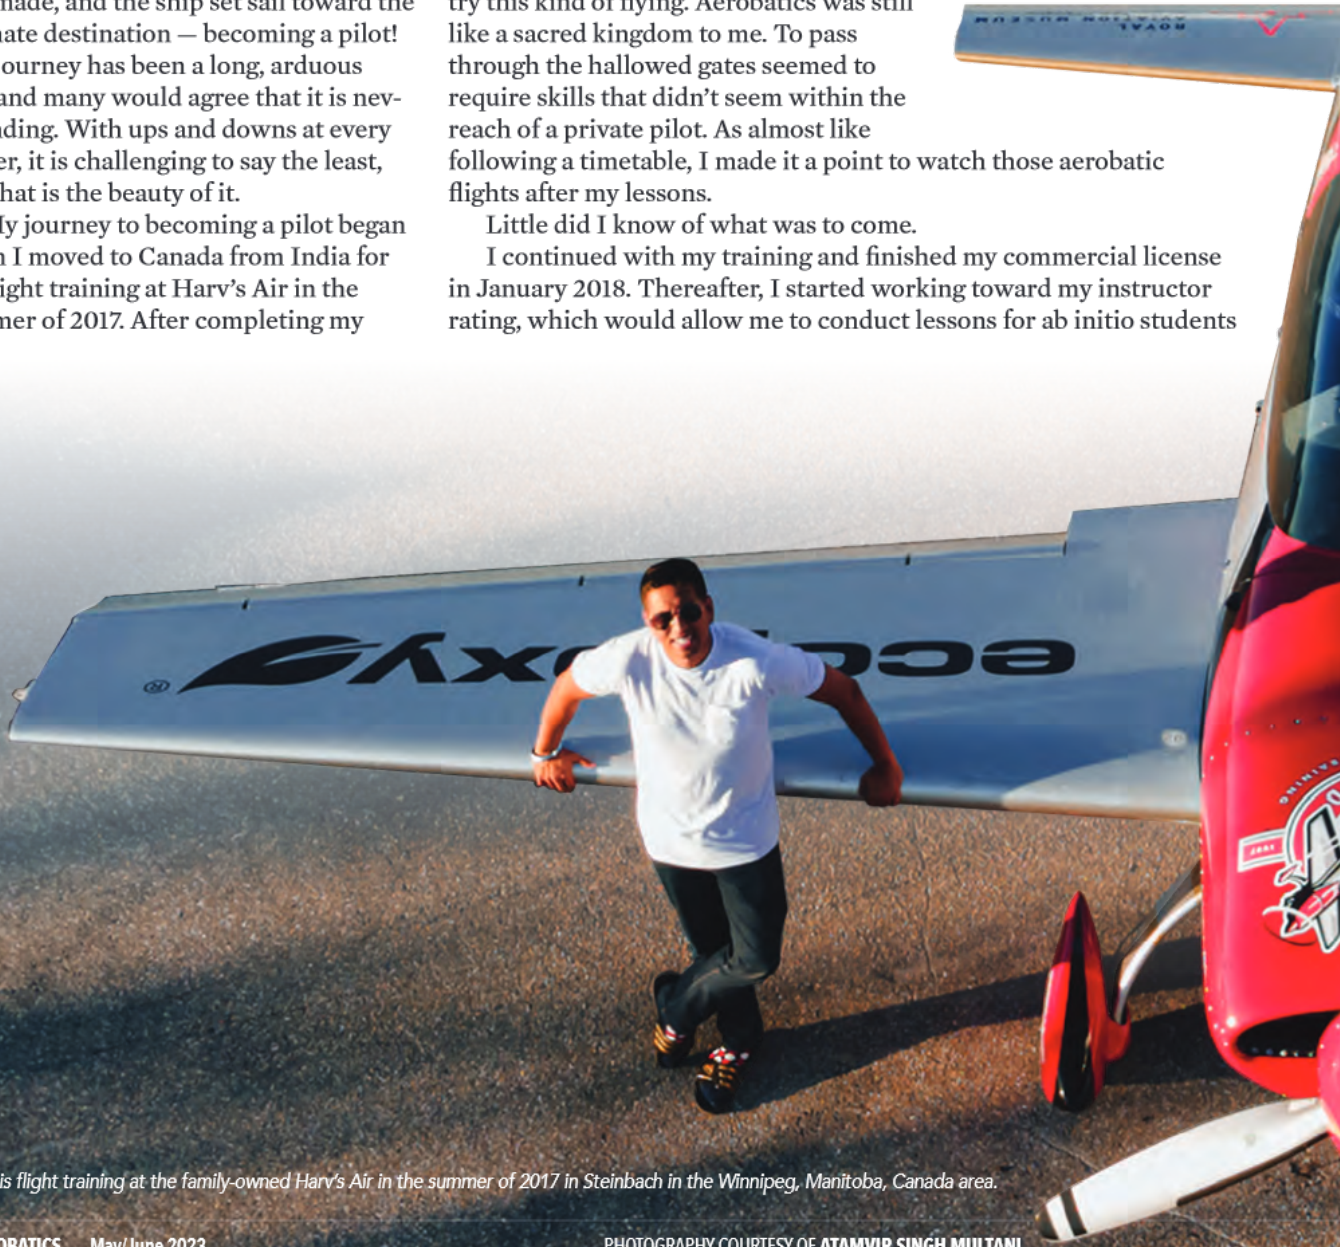 made, and the ship set sail toward the
ate destination — becoming a pilot!
ourney has been a long, arduous
and many would agree that it is nev-
ding. With ups and downs at every
er, it is challenging to say the least,
hat is the beauty of it.
y journey to becoming a pilot began
I moved to Canada from India for
ight training at Harv’s Air in the
mer of 2017. After completing my
try this kind of flying. Aerobatics was still
like a sacred kingdom to me. To pass
through the hallowed gates seemed to
require skills that didn’t seem within the
reach of a private pilot. As almost like
following a timetable, I made it a point to watch those aerobatic
flights after my lessons.
Little did I know of what was to come.
I continued with my training and finished my commercial license
in January 2018. Thereafter, I started working toward my instructor
rating, which would allow me to conduct lessons for ab initio students
ROYAL
AVIATION MUSEUM
eco xy ®
TRAINING
is flight training at the family-owned Harv’s Air in the summer of 2017 in Steinbach in the Winnipeg, Manitoba, Canada area.
OBATICS May/June 2023
PHOTOGRAPHY COURTESY OF ATAMVIR SINGH MULTANI